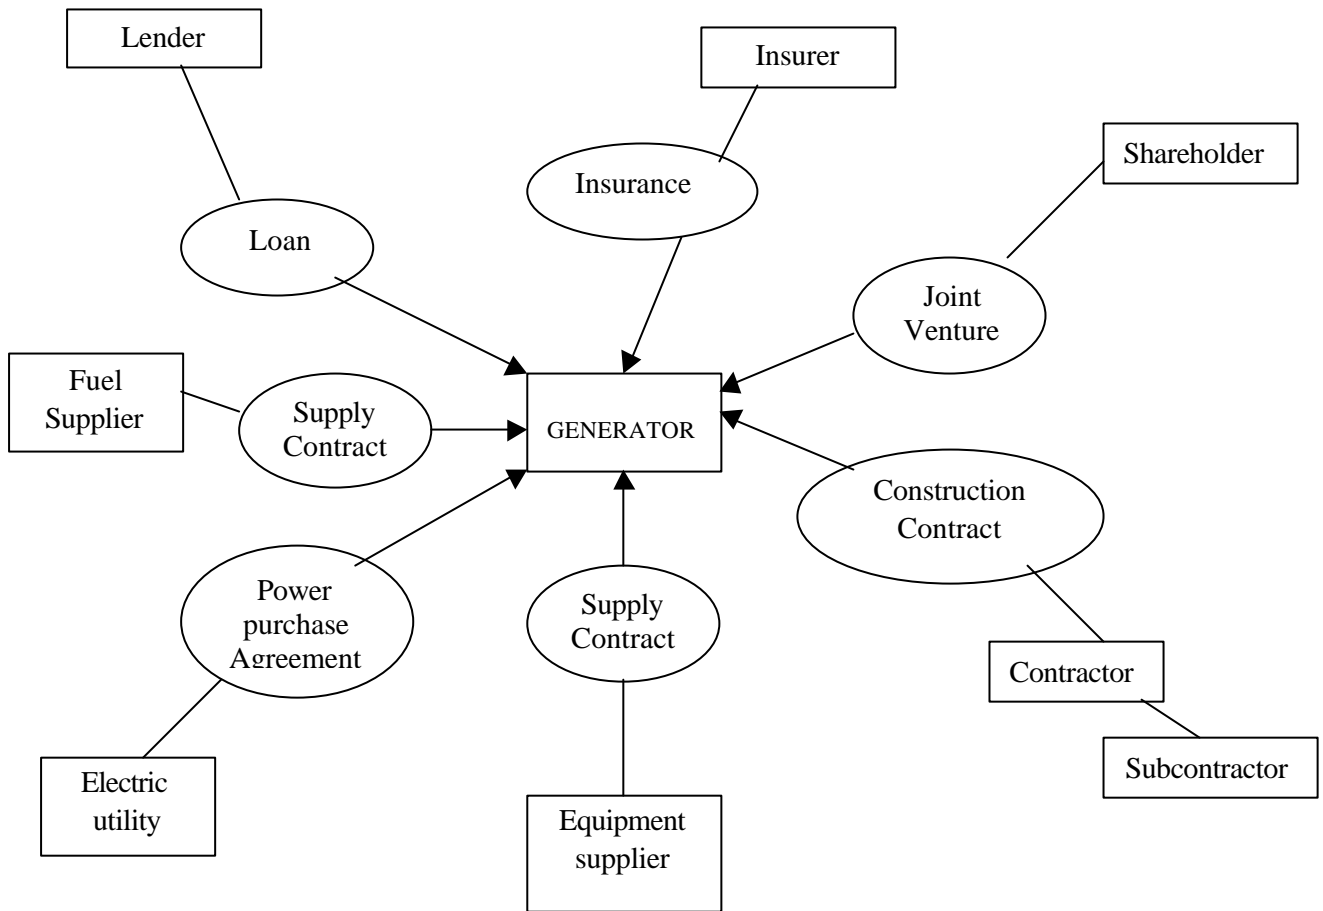 Lender
Insurer
Shareholder
Insurance
Loan
Joint
Venture
Fuel
Supplier
Supply
Contract
GENERATOR
Construction
Contract
Power
purchase
Agreement
Supply
Contract
Contractor
Subcontractor
Electric
utility
Equipment
supplier